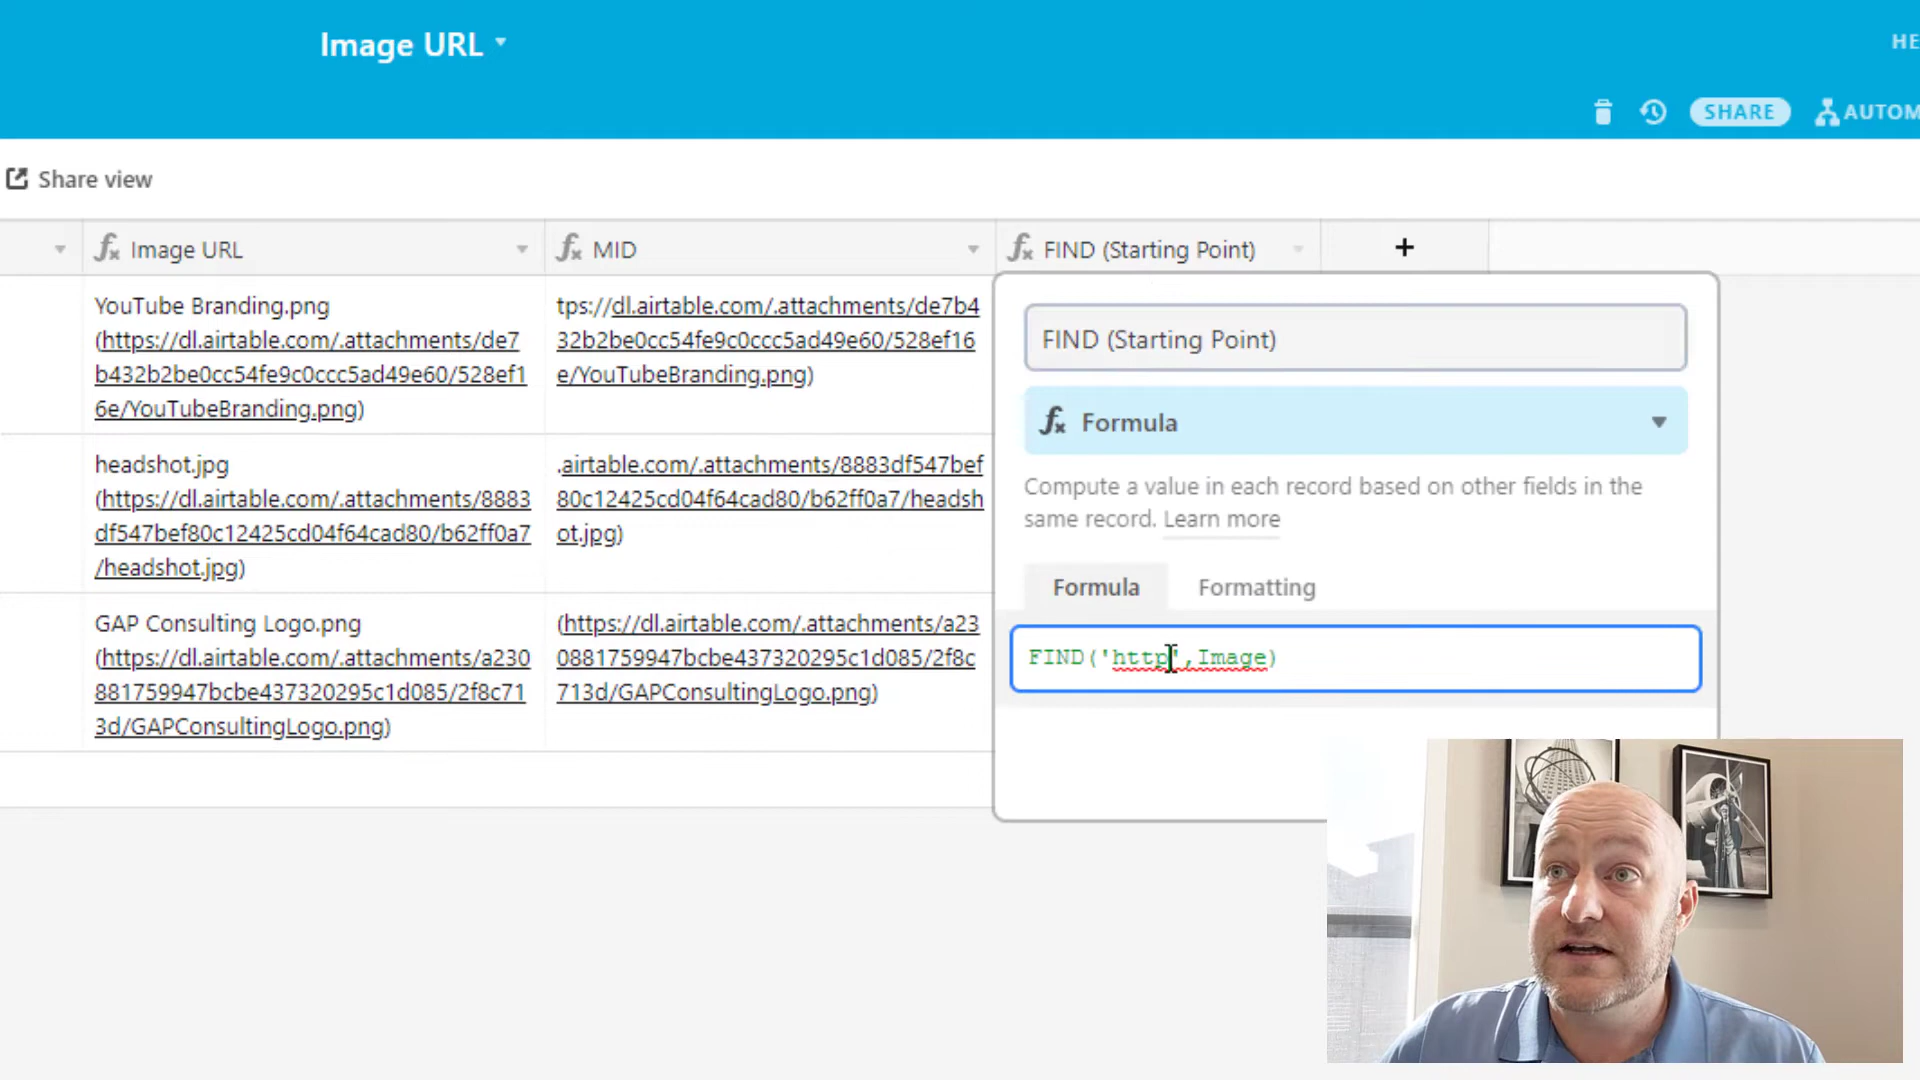 Image URL
HE
SHARE
AUTOM
Share view
Image URL
MID
FIND (Starting Point)
+
YouTube Branding.png
(https://dl.airtable.com/.attachments/de7
b432b2be0cc54fe9c0ccc5ad49e60/528ef1
6e/YouTubeBranding.png)
tps://dl.airtable.com/.attachments/de7b4
32b2be0cc54fe9c0ccc5ad49e60/528ef16
e/YouTubeBranding.png)
headshot.jpg
(https://dl.airtable.com/.attachments/8883
df547bef80c12425cd04f64cad80/b62ff0a7
/headshot.jpg)
.airtable.com/.attachments/8883df547bef
80c12425cd04f64cad80/b62ff0a7/headsh
ot.jpg)
GAP Consulting Logo.png
(https://dl.airtable.com/.attachments/a230
881759947bcbe437320295c1d085/2f8c71
3d/GAPConsultingLogo.png)
(https://dl.airtable.com/.attachments/a23
0881759947bcbe437320295c1d085/2f8c
713d/GAPConsultingLogo.png)
FIND (Starting Point)
Formula
Compute a value in each record based on other fields in the
same record. Learn more
Formula
Formatting
FIND('http',Image)